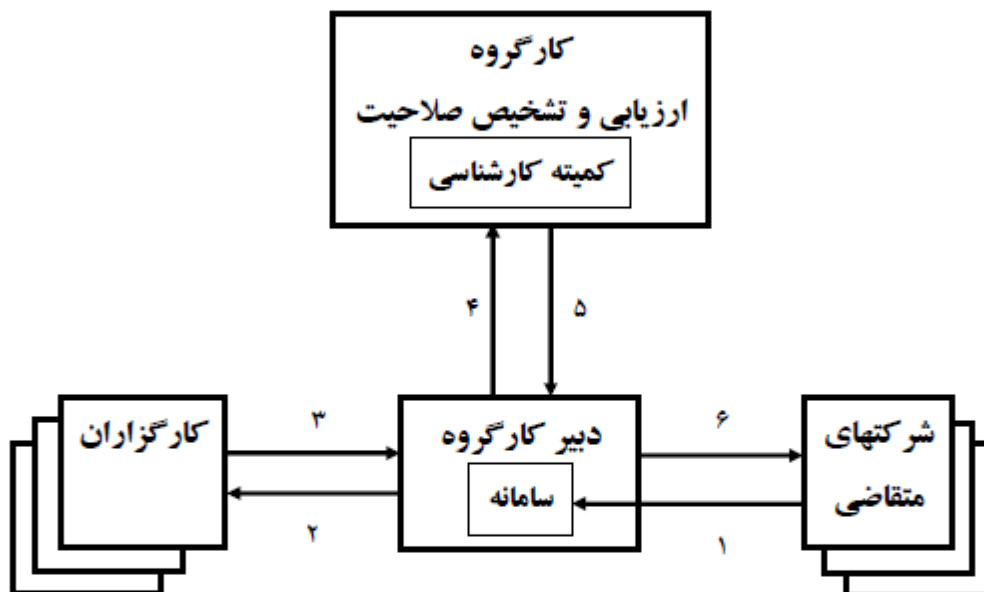 کارگروه
ارزیابی و تشخیص صلاحیت
کمیته کارشناسی
۴
۵
شرکتهای
متقاضی
۶
۱
دبیر کارگروه
سامانه
۳
۲
کارگزاران